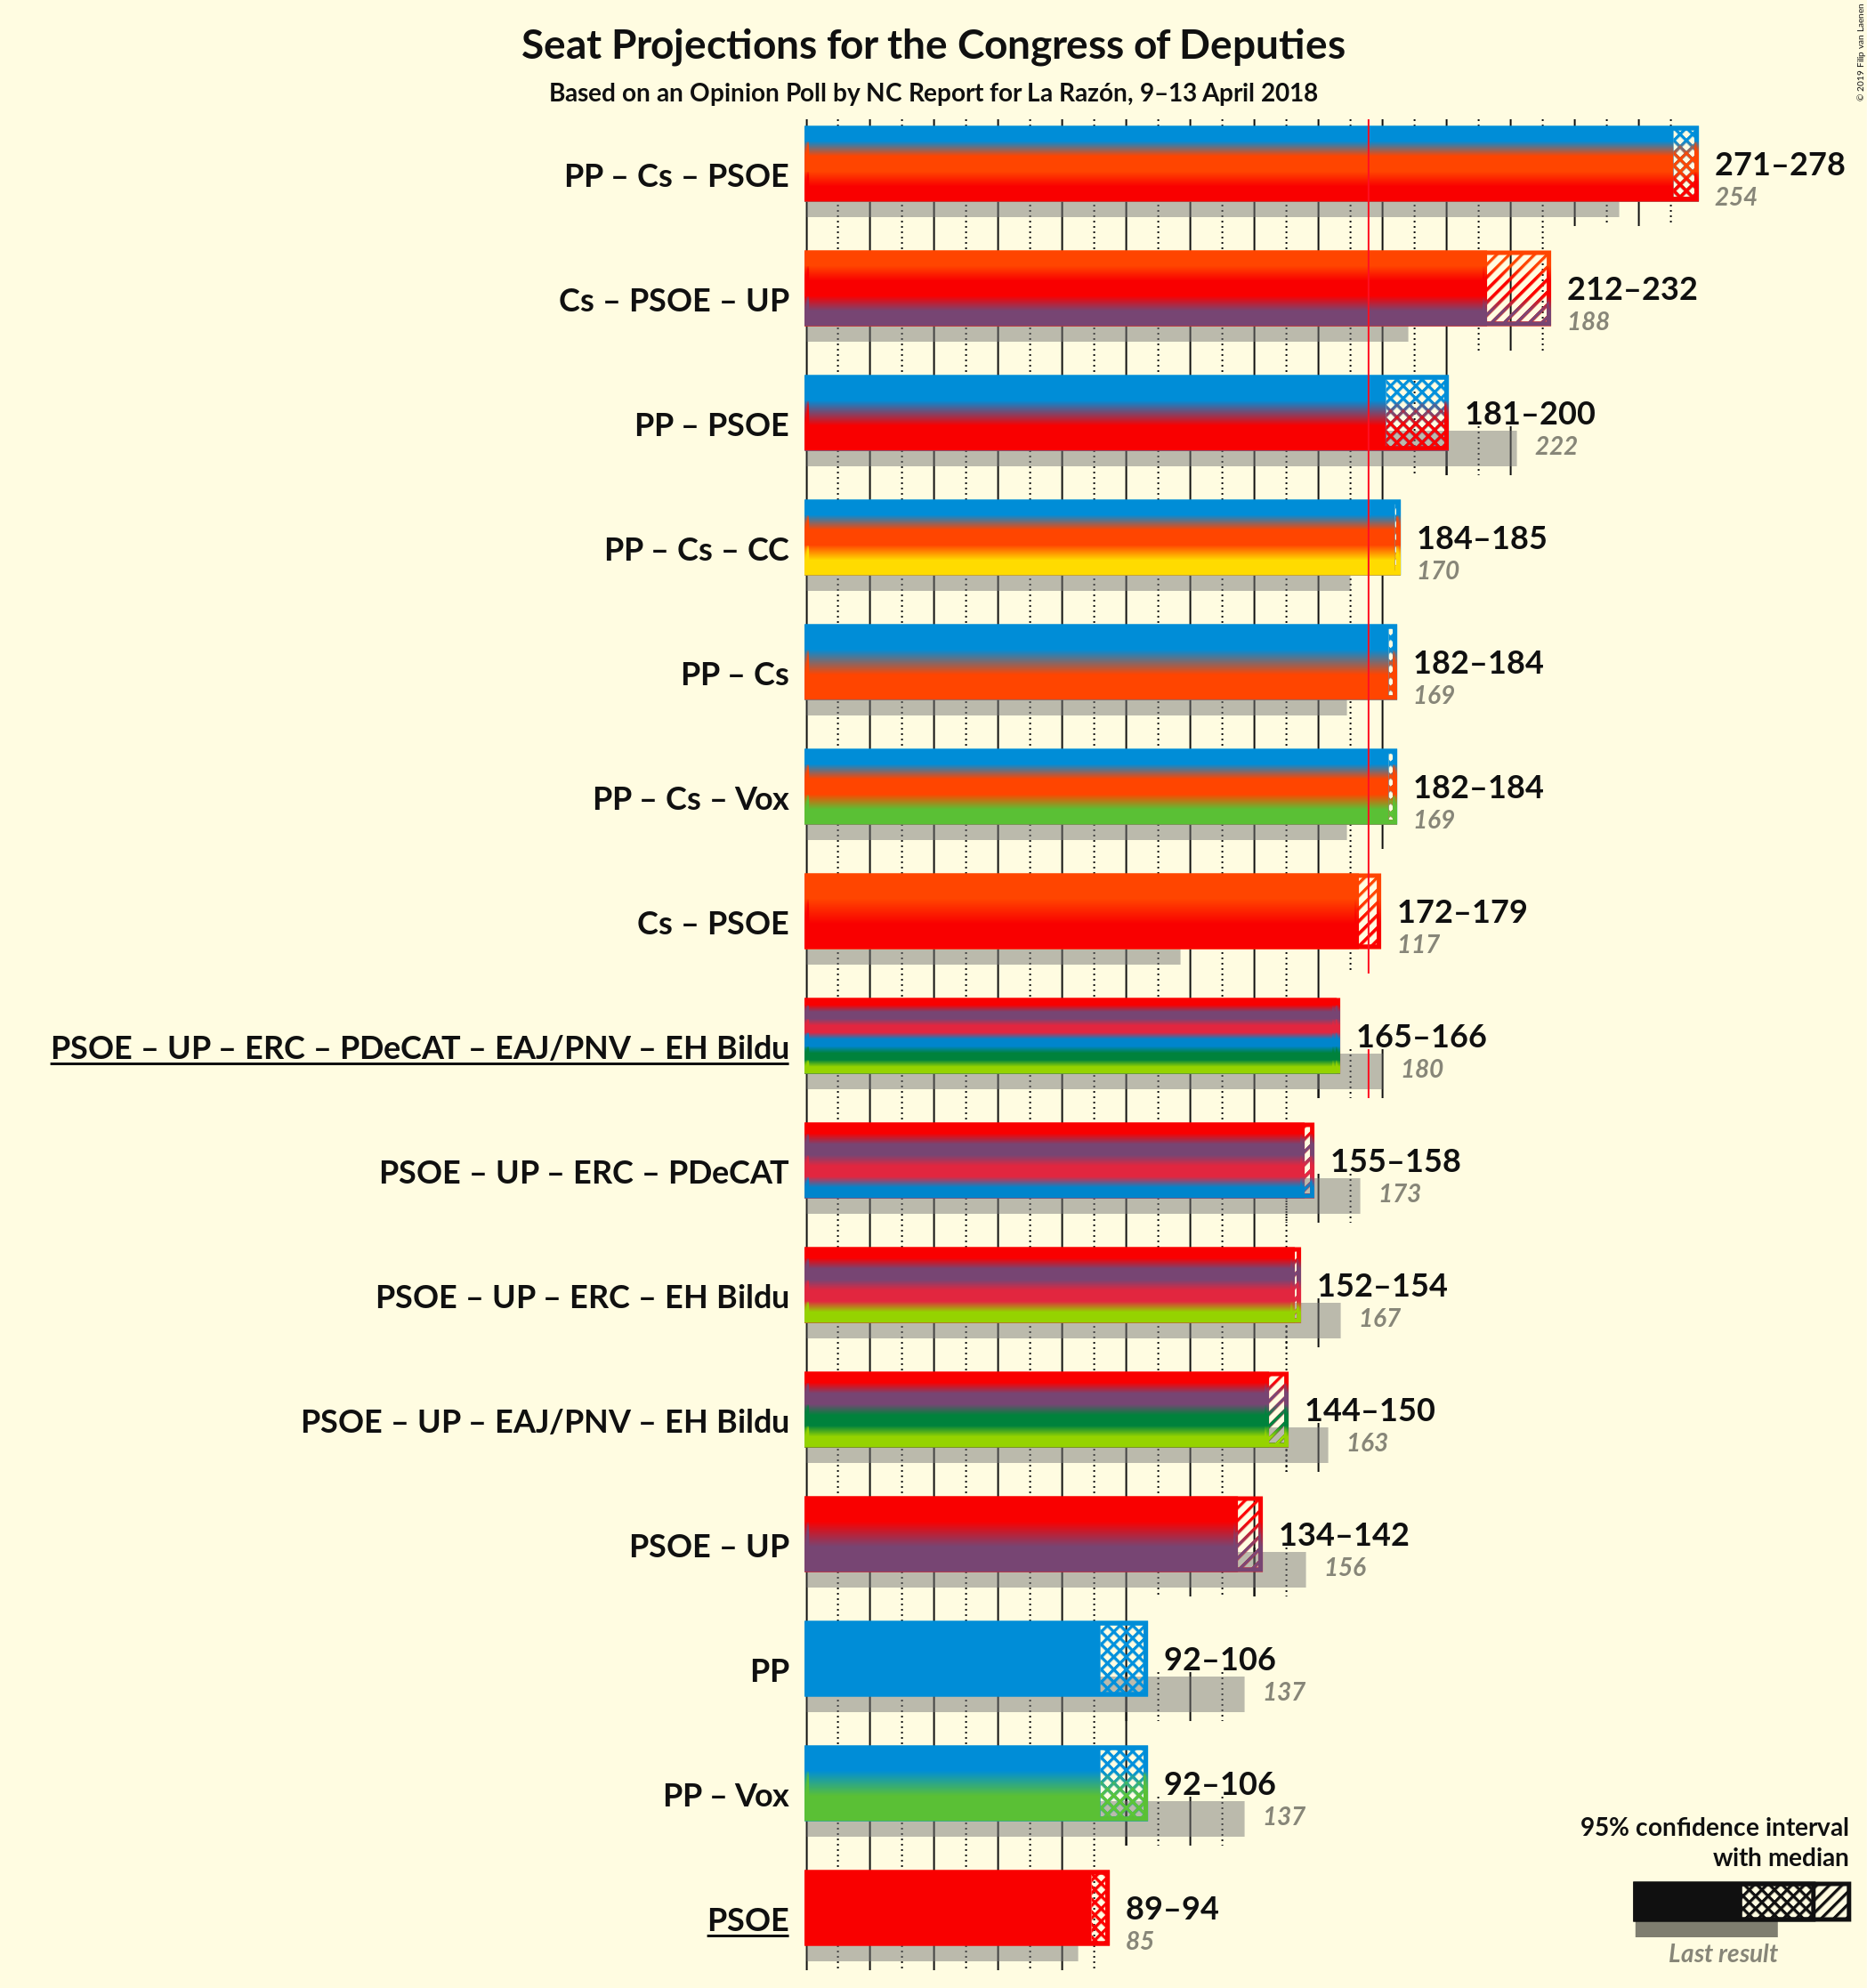 Seat Projections for the Congress of Deputies
Based on an Opinion Poll by NC Report for La Razón, 9–13 April 2018
© 2019 Filip van Laenen
PP – Cs – PSOE
271–278
254
Cs – PSOE – UP
212–232
188
PP – PSOE
181–200
222
PP – Cs – CC
184–185
170
PP – Cs
182–184
169
PP – Cs – Vox
182–184
169
Cs – PSOE
172–179
117
PSOE – UP – ERC – PDeCAT – EAJ/PNV – EH Bildu
165–166
180
PSOE – UP – ERC – PDeCAT
155–158
173
PSOE – UP – ERC – EH Bildu
152–154
167
PSOE – UP – EAJ/PNV – EH Bildu
144–150
163
PSOE – UP
134–142
156
PP
92–106
137
PP – Vox
92–106
137
PSOE
89–94
85
95% confidence interval
with median
Last result